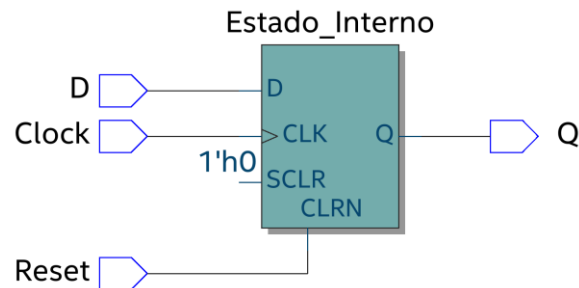 Estado_Interno
D
D
Clock
CLK
Q
Q
1'h0
SCLR
CLRN
Reset